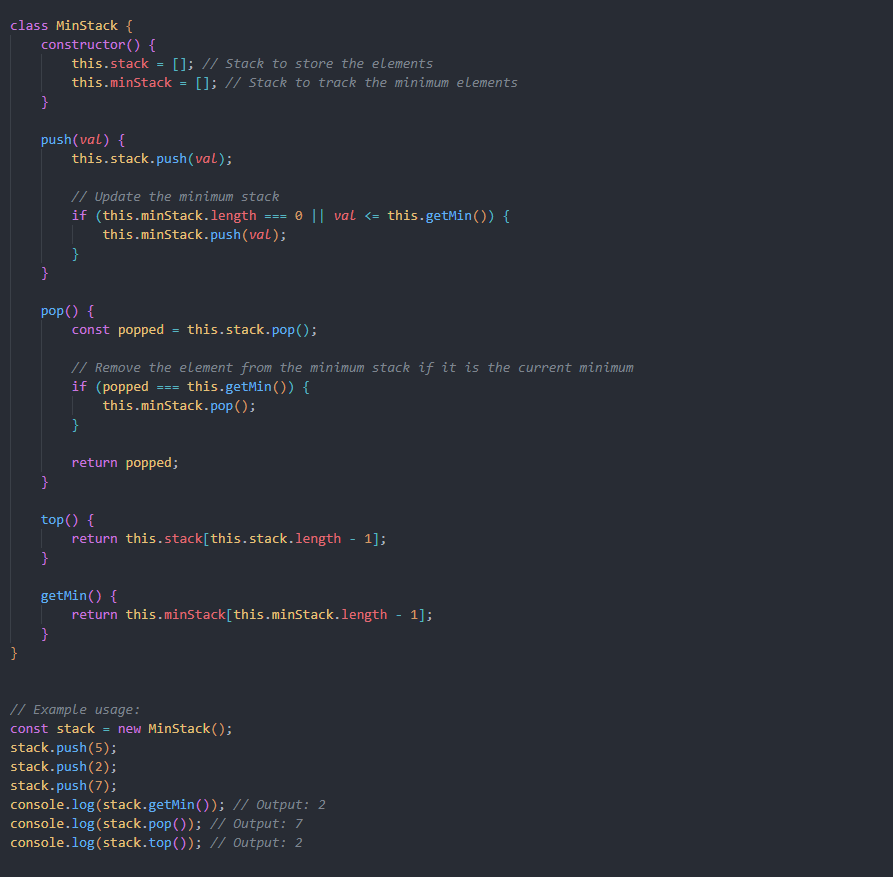 class MinStack {
    constructor() {
        this.stack = []; // Stack to store the elements
        this.minStack = []; // Stack to track the minimum elements
    }

    push(val) {
        this.stack.push(val);

        // Update the minimum stack
        if (this.minStack.length === 0 || val <= this.getMin()) {
            this.minStack.push(val);
        }
    }

    pop() {
        const popped = this.stack.pop();

        // Remove the element from the minimum stack if it is the current minimum
        if (popped === this.getMin()) {
            this.minStack.pop();
        }

        return popped;
    }

    top() {
        return this.stack[this.stack.length - 1];
    }

    getMin() {
        return this.minStack[this.minStack.length - 1];
    }
}


// Example usage:
const stack = new MinStack();
stack.push(5);
stack.push(2);
stack.push(7);
console.log(stack.getMin()); // Output: 2
console.log(stack.pop()); // Output: 7
console.log(stack.top()); // Output: 2